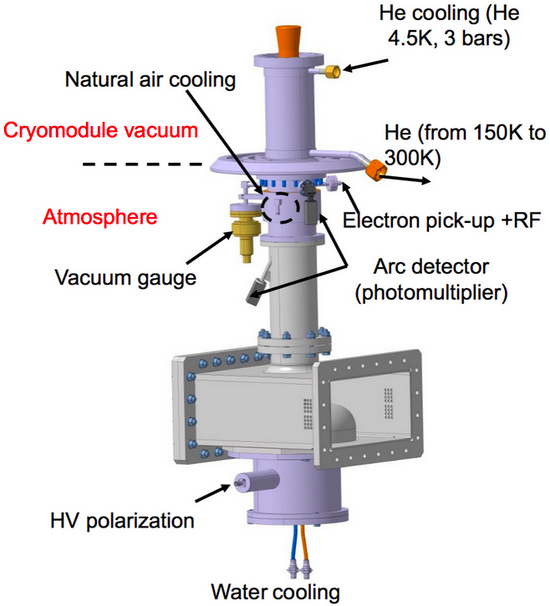 He cooling (He
4.5K, 3 bars)
Natural air cooling
Cryomodule vacuum
He (from 150K to
300K)
Atmosphere
Electron pick-up +RF
Vacuum gauge
Arc detector
(photomultiplier)
HV polarization
Water cooling